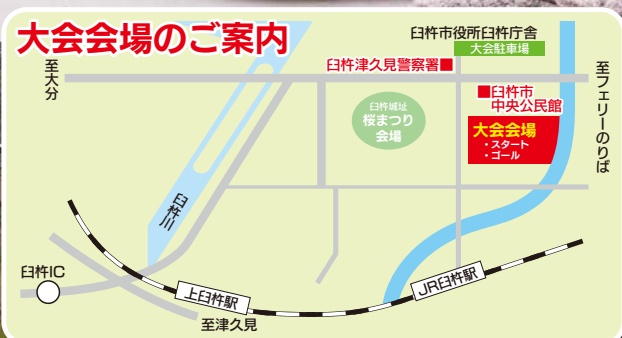 大会会場のご案内
臼杵市役所臼杵庁舎
大会駐車場
至大分
臼杵津久見警察署
臼杵市
中央公民館
至フェリーのりば
臼杵城址
桜まつり
会場
大会会場
・スタート
・ゴール
臼杵川
臼杵IC
上臼杵駅
JR臼杵駅
至津久見